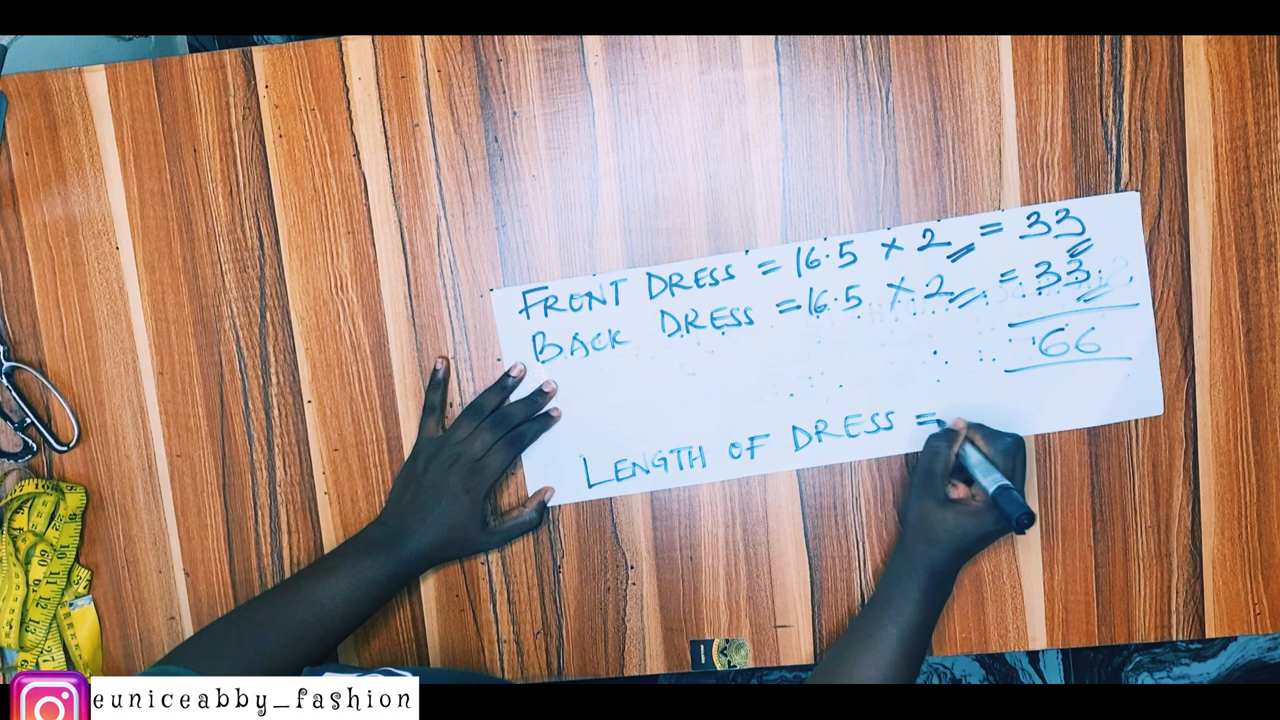 FRONT DRESS = 16.5 × 2 = 33
BACK DRESS = 16.5 × 2 = 33
66
LENGTH OF DRESS =
euniceabby_fashion